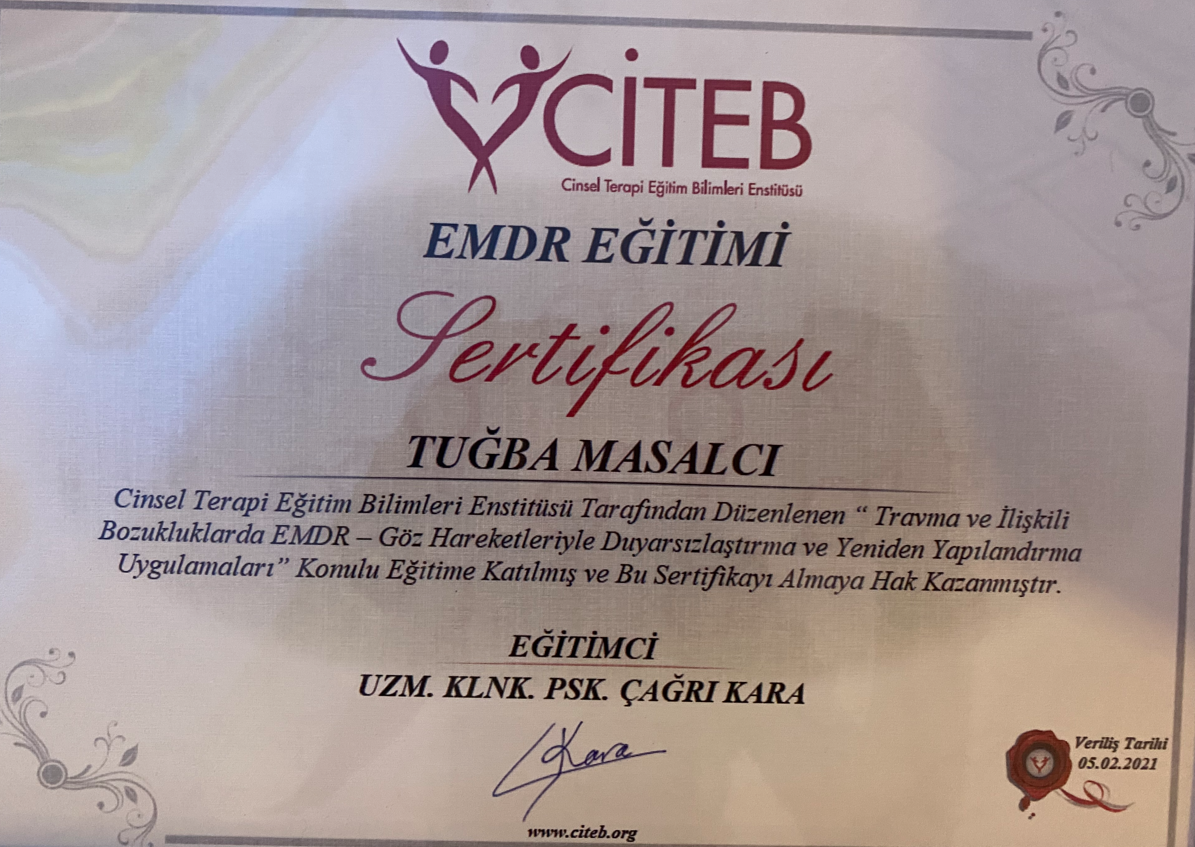 CİTEB
Cinsel Terapi Eğitim Bilimleri Enstitüsü
EMDR EĞİTİMİ
Sertifikası
TUĞBA MASALCI
Cinsel Terapi Eğitim Bilimleri Enstitüsü Tarafından Düzenlenen “ Travma ve İlişkili
Bozukluklarda EMDR – Göz Hareketleriyle Duyarsızlaştırma ve Yeniden Yapılandırma
Uygulamaları” Konulu Eğitime Katılmış ve Bu Sertifikayı Almaya Hak Kazanmıştır.
EĞİTİMCİ
UZM. KLNK. PSK. ÇAĞRI KARA
Kara
Veriliş Tarihi
05.02.2021
www.citeb.org